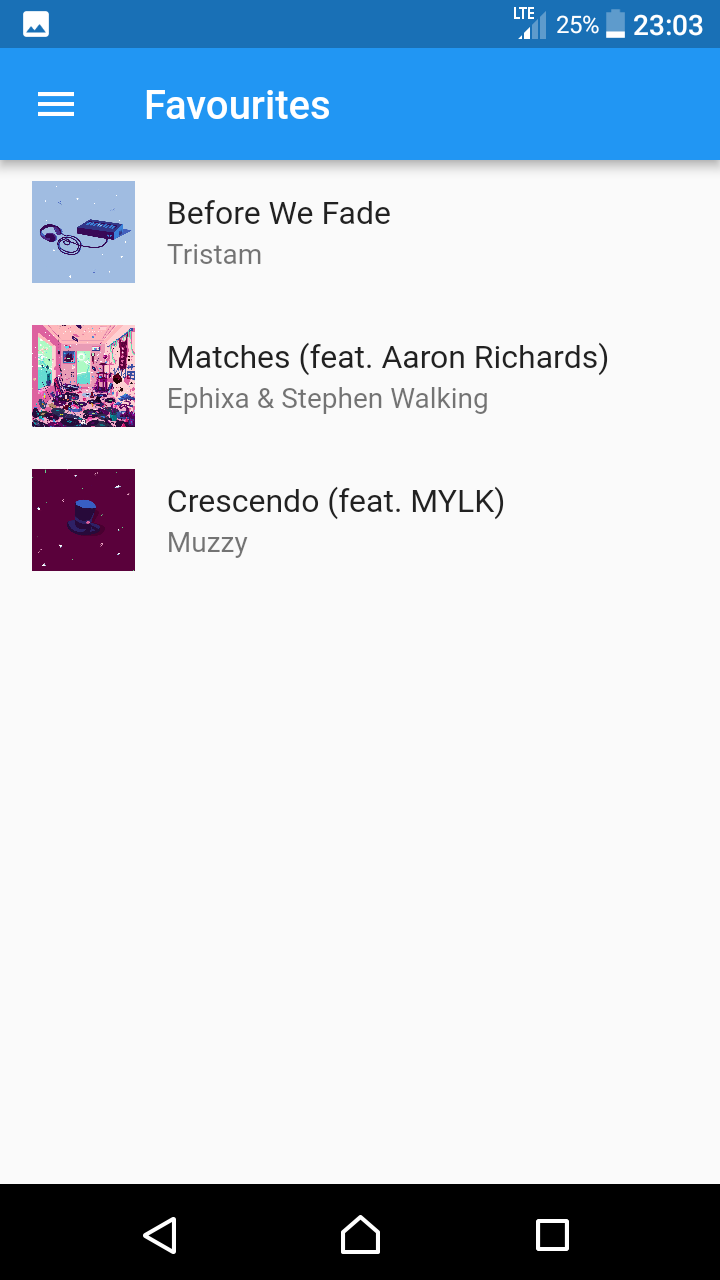 LTE 25% 23:03
Favourites
Before We Fade
Tristam
Matches (feat. Aaron Richards)
Ephixa & Stephen Walking
Crescendo (feat. MYLK)
Muzzy